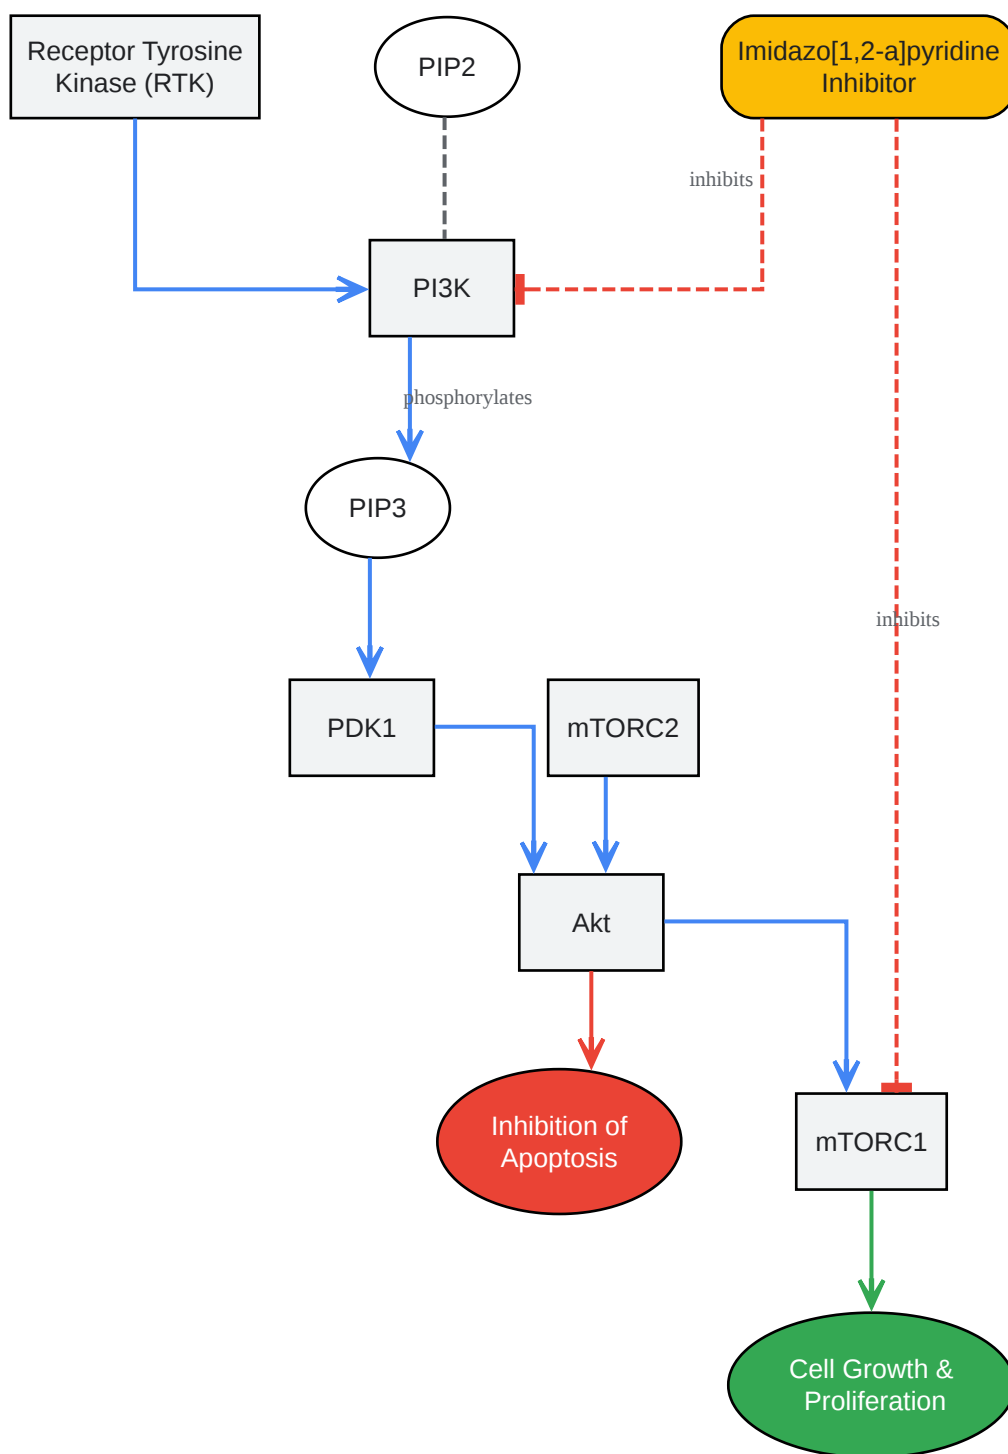 Receptor Tyrosine
Kinase (RTK)
PIP2
Imidazo[1,2-a]pyridine
Inhibitor
inhibits
PI3K
phosphorylates
PIP3
inhibits
PDK1
mTORC2
Akt
Inhibition of
Apoptosis
mTORC1
Cell Growth &
Proliferation